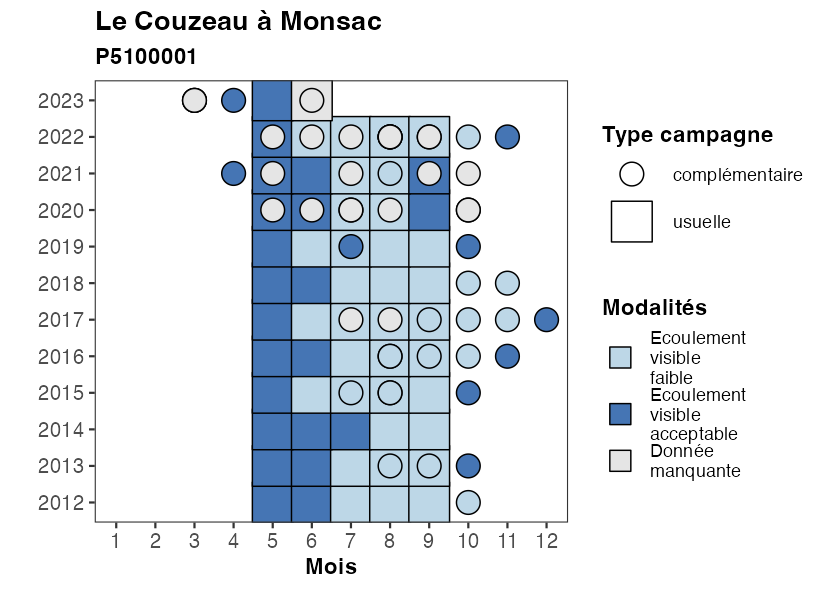 Le Couzeau à Monsac
P5100001
2023
2022
2021
2020
2019
2018
2017
2016
2015
2014
2013
2012
1 2 3 4 5 6 7 8 9 10 11 12
Mois
Type campagne
complémentaire
usuelle
Modalités
Ecoulement
visible
faible
Ecoulement
visible
acceptable
Donnée
manquante